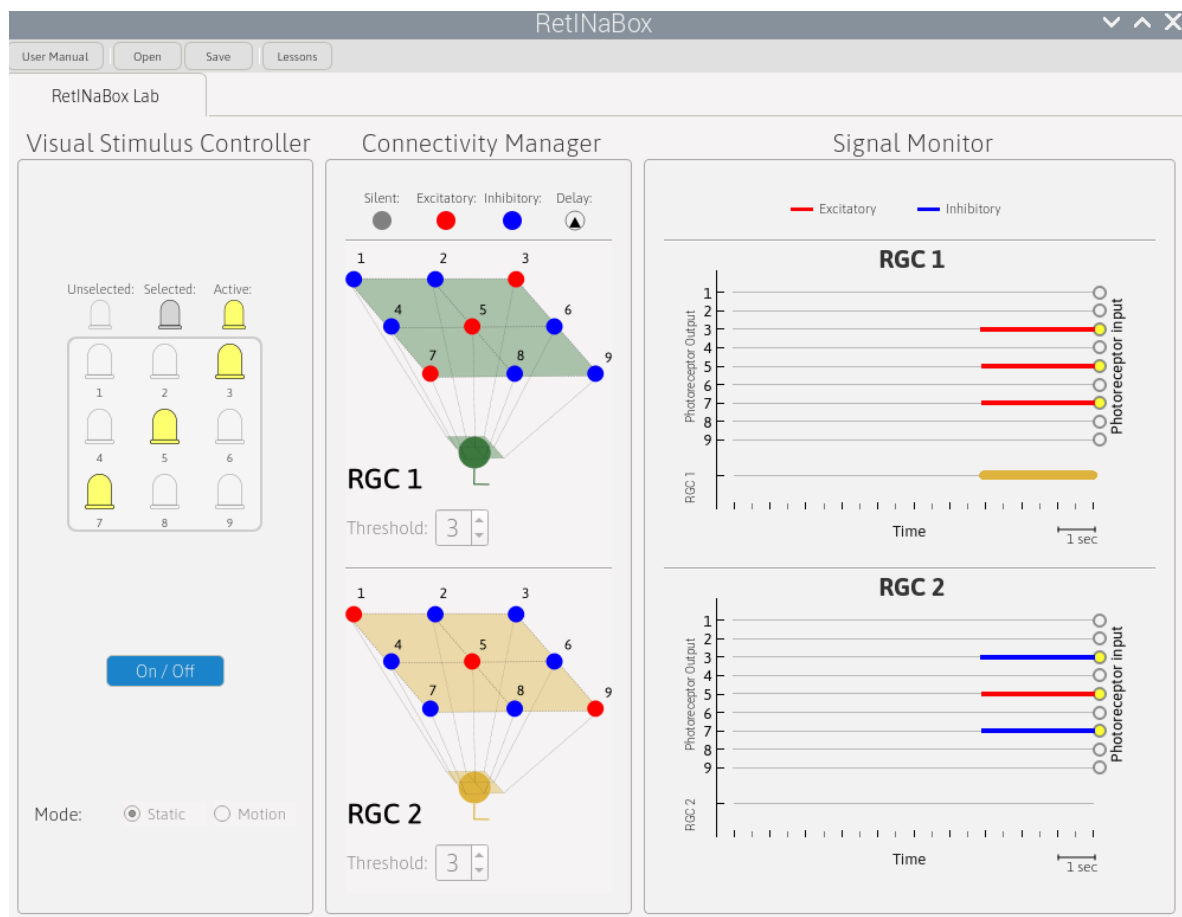 RetINaBox
User Manual Open Save Lessons
RetINaBox Lab
Visual Stimulus Controller
Unselected: Selected: Active:
1 2 3
4 5 6
7 8 9
On / Off
Mode: Static Motion
Connectivity Manager
Silent: Excitatory: Inhibitory: Delay:
1 2 3
4 5 6
7 8 9
RGC 1
Threshold: 3
1 2 3
4 5 6
7 8 9
RGC 2
Threshold: 3
Signal Monitor
Excitatory Inhibitory
RGC 1
Photoreceptor Output
1
2
3
4
5
6
7
8
9
Photoreceptor input
RGC 1
Time
1 sec
RGC 2
Photoreceptor Output
1
2
3
4
5
6
7
8
9
Photoreceptor input
RGC 2
Time
1 sec